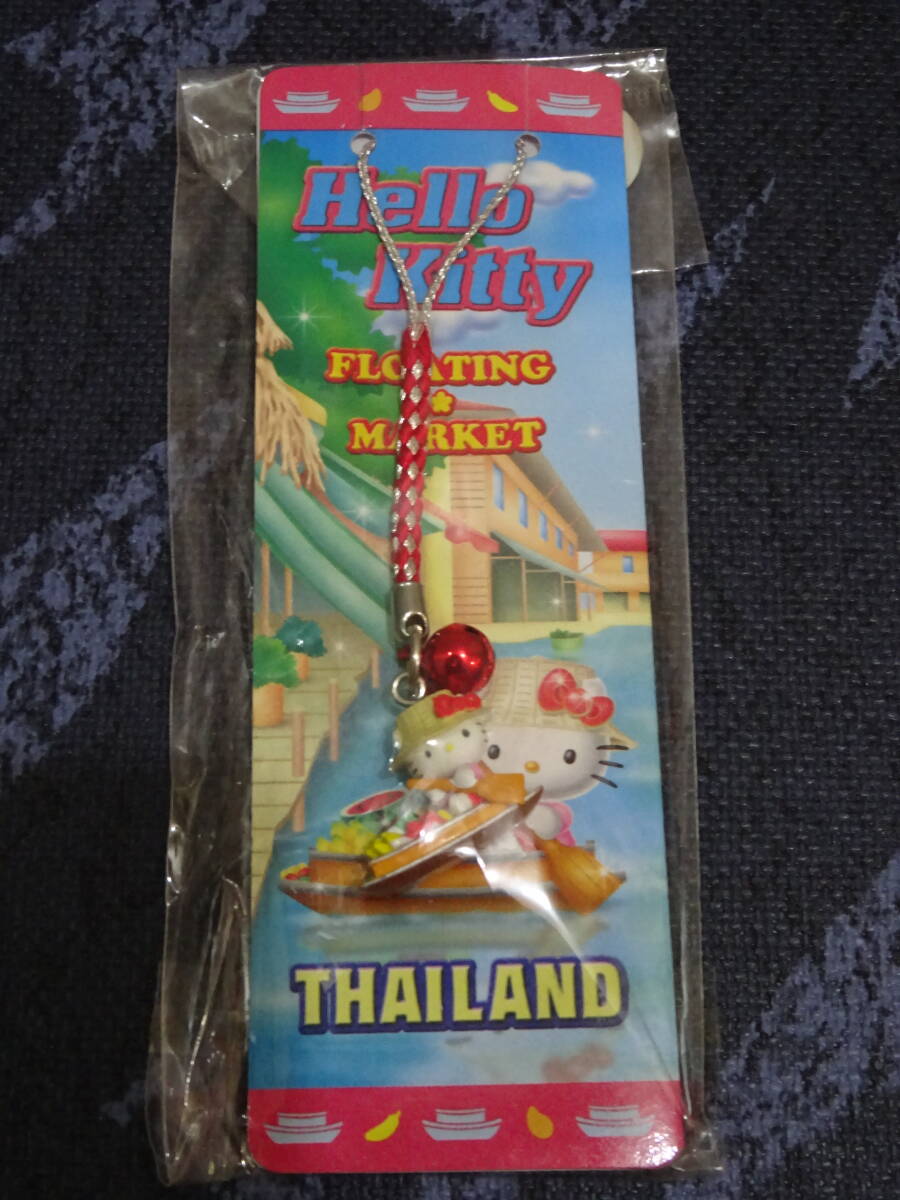 Hello
Kitty
FLOATING
MARKET
THAILAND